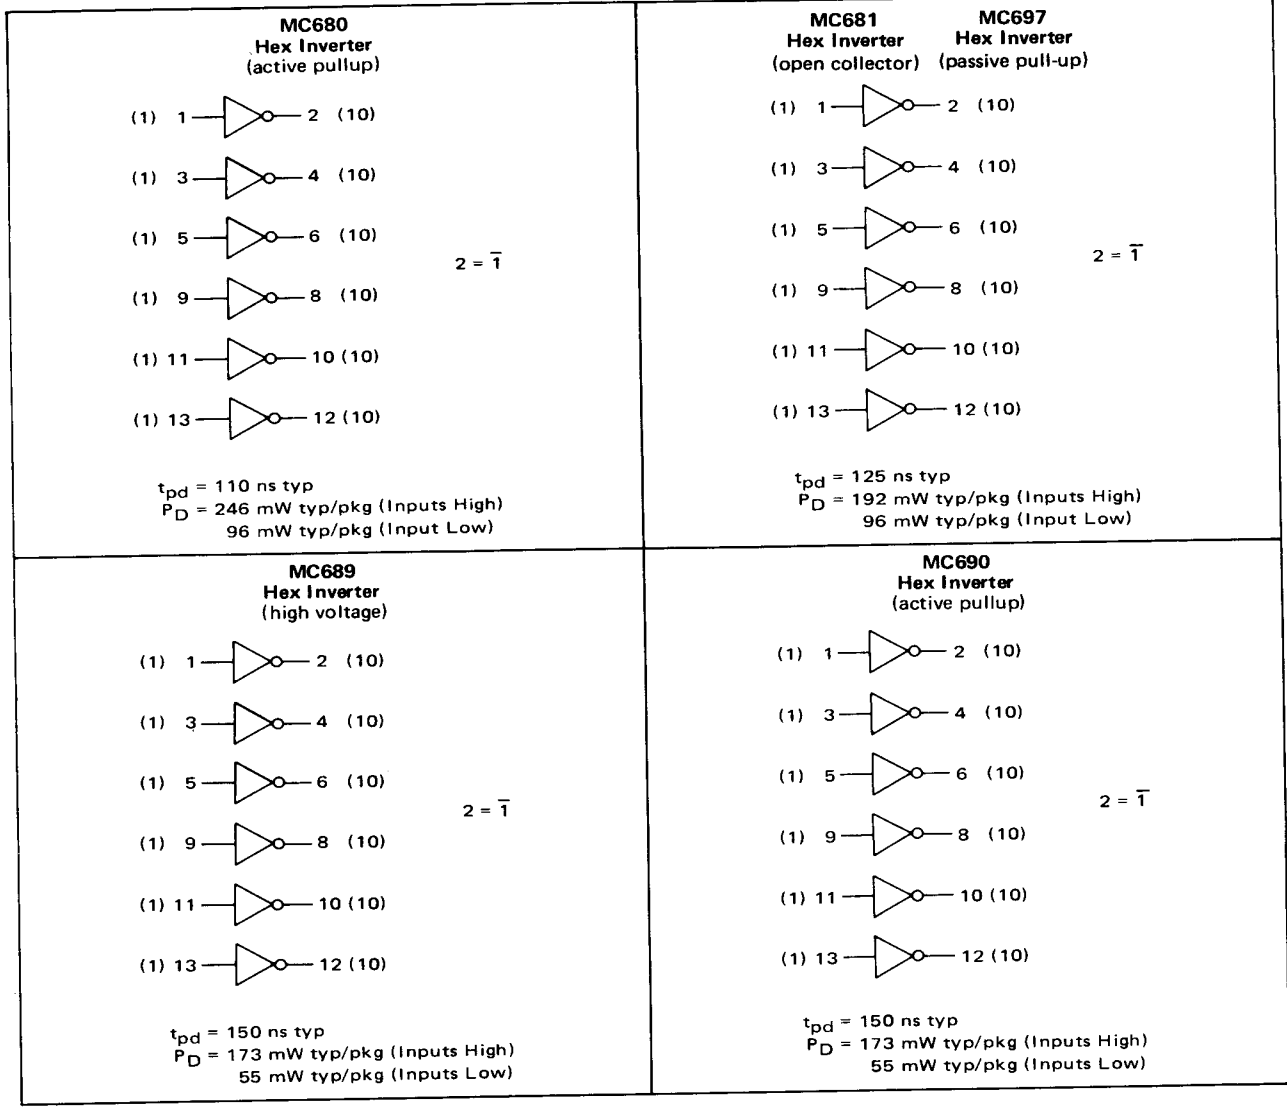 MC680
Hex Inverter
(active pullup)
(1) 1 2 (10)
(1) 3 4 (10)
(1) 5 6 (10)
(1) 9 8 (10)
(1) 11 10 (10)
(1) 13 12 (10)
2 = 1̅
tpd = 110 ns typ
PD = 246 mW typ/pkg (Inputs High)
96 mW typ/pkg (Input Low)
MC681 MC697
Hex Inverter Hex Inverter
(open collector) (passive pull-up)
(1) 1 2 (10)
(1) 3 4 (10)
(1) 5 6 (10)
(1) 9 8 (10)
(1) 11 10 (10)
(1) 13 12 (10)
2 = 1̅
tpd = 125 ns typ
PD = 192 mW typ/pkg (Inputs High)
96 mW typ/pkg (Input Low)
MC689
Hex Inverter
(high voltage)
(1) 1 2 (10)
(1) 3 4 (10)
(1) 5 6 (10)
(1) 9 8 (10)
(1) 11 10 (10)
(1) 13 12 (10)
2 = 1̅
tpd = 150 ns typ
PD = 173 mW typ/pkg (Inputs High)
55 mW typ/pkg (Inputs Low)
MC690
Hex Inverter
(active pullup)
(1) 1 2 (10)
(1) 3 4 (10)
(1) 5 6 (10)
(1) 9 8 (10)
(1) 11 10 (10)
(1) 13 12 (10)
2 = 1̅
tpd = 150 ns typ
PD = 173 mW typ/pkg (Inputs High)
55 mW typ/pkg (Inputs Low)